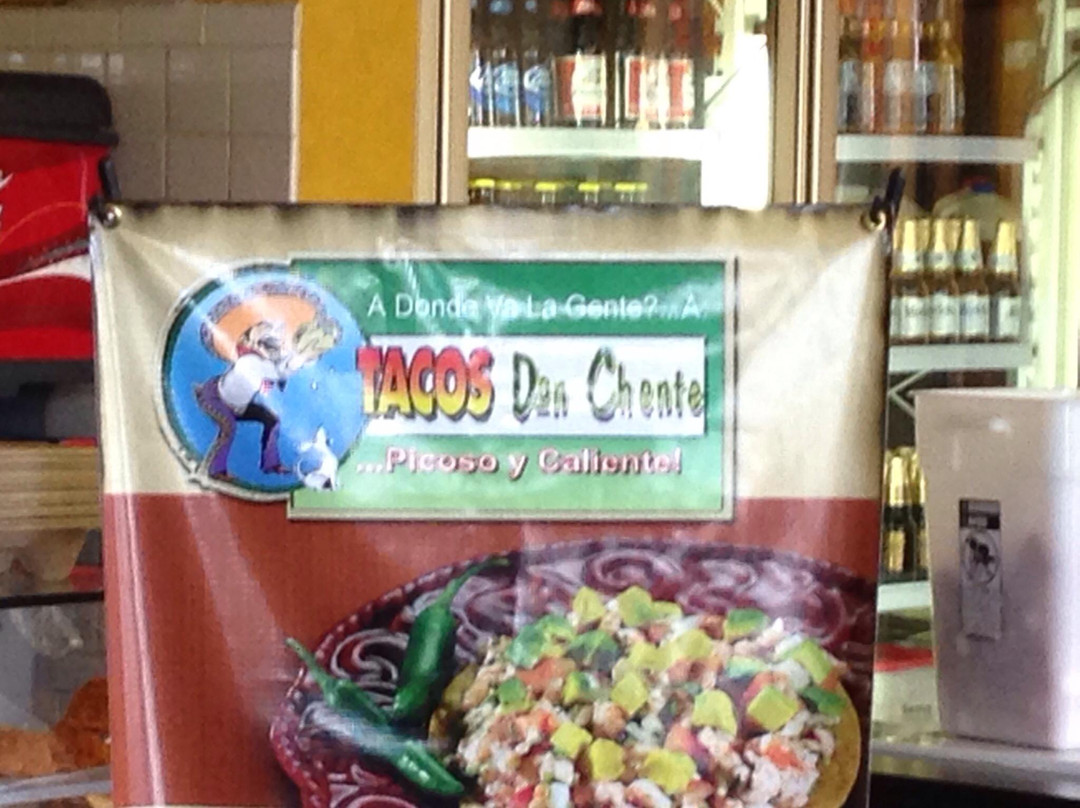 A Donde Va La Gente?...A
TACOS Don Chente
...Picoso y Caliente!